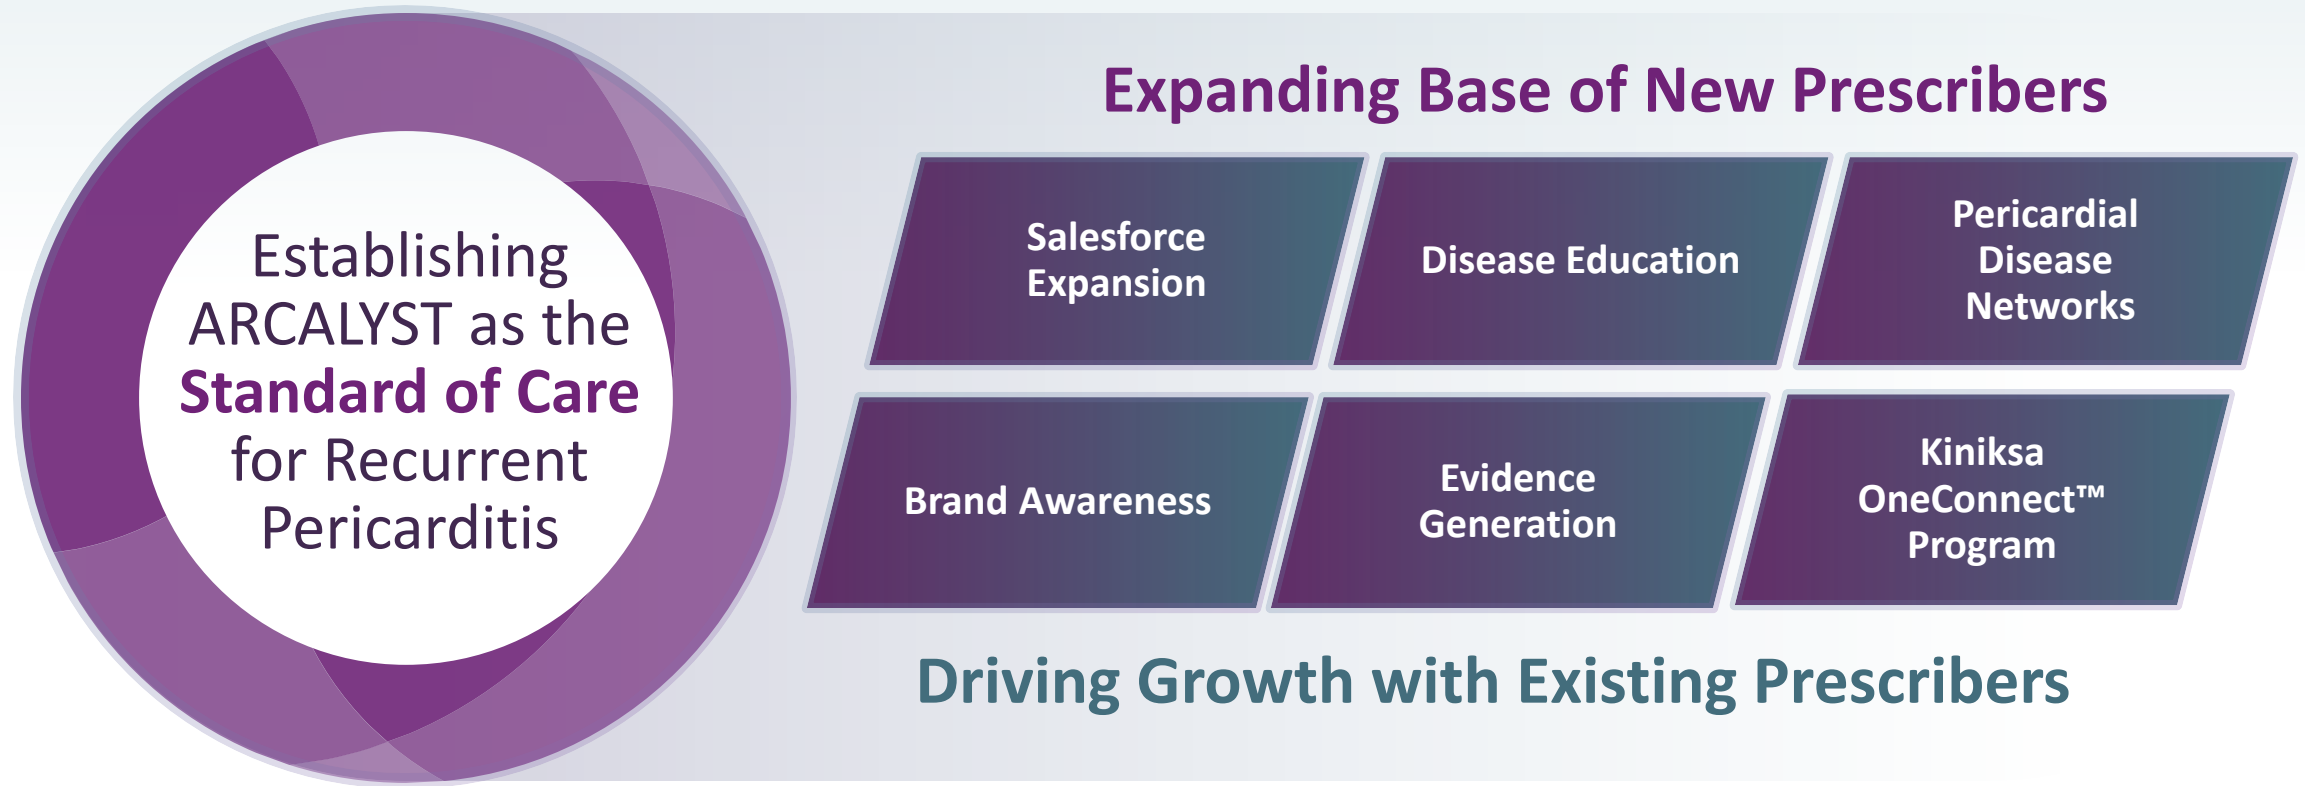 Establishing
ARCALYST as the
Standard of Care
for Recurrent
Pericarditis
Expanding Base of New Prescribers
Salesforce
Expansion
Disease Education
Pericardial
Disease
Networks
Brand Awareness
Evidence
Generation
Kiniksa
OneConnect™
Program
Driving Growth with Existing Prescribers